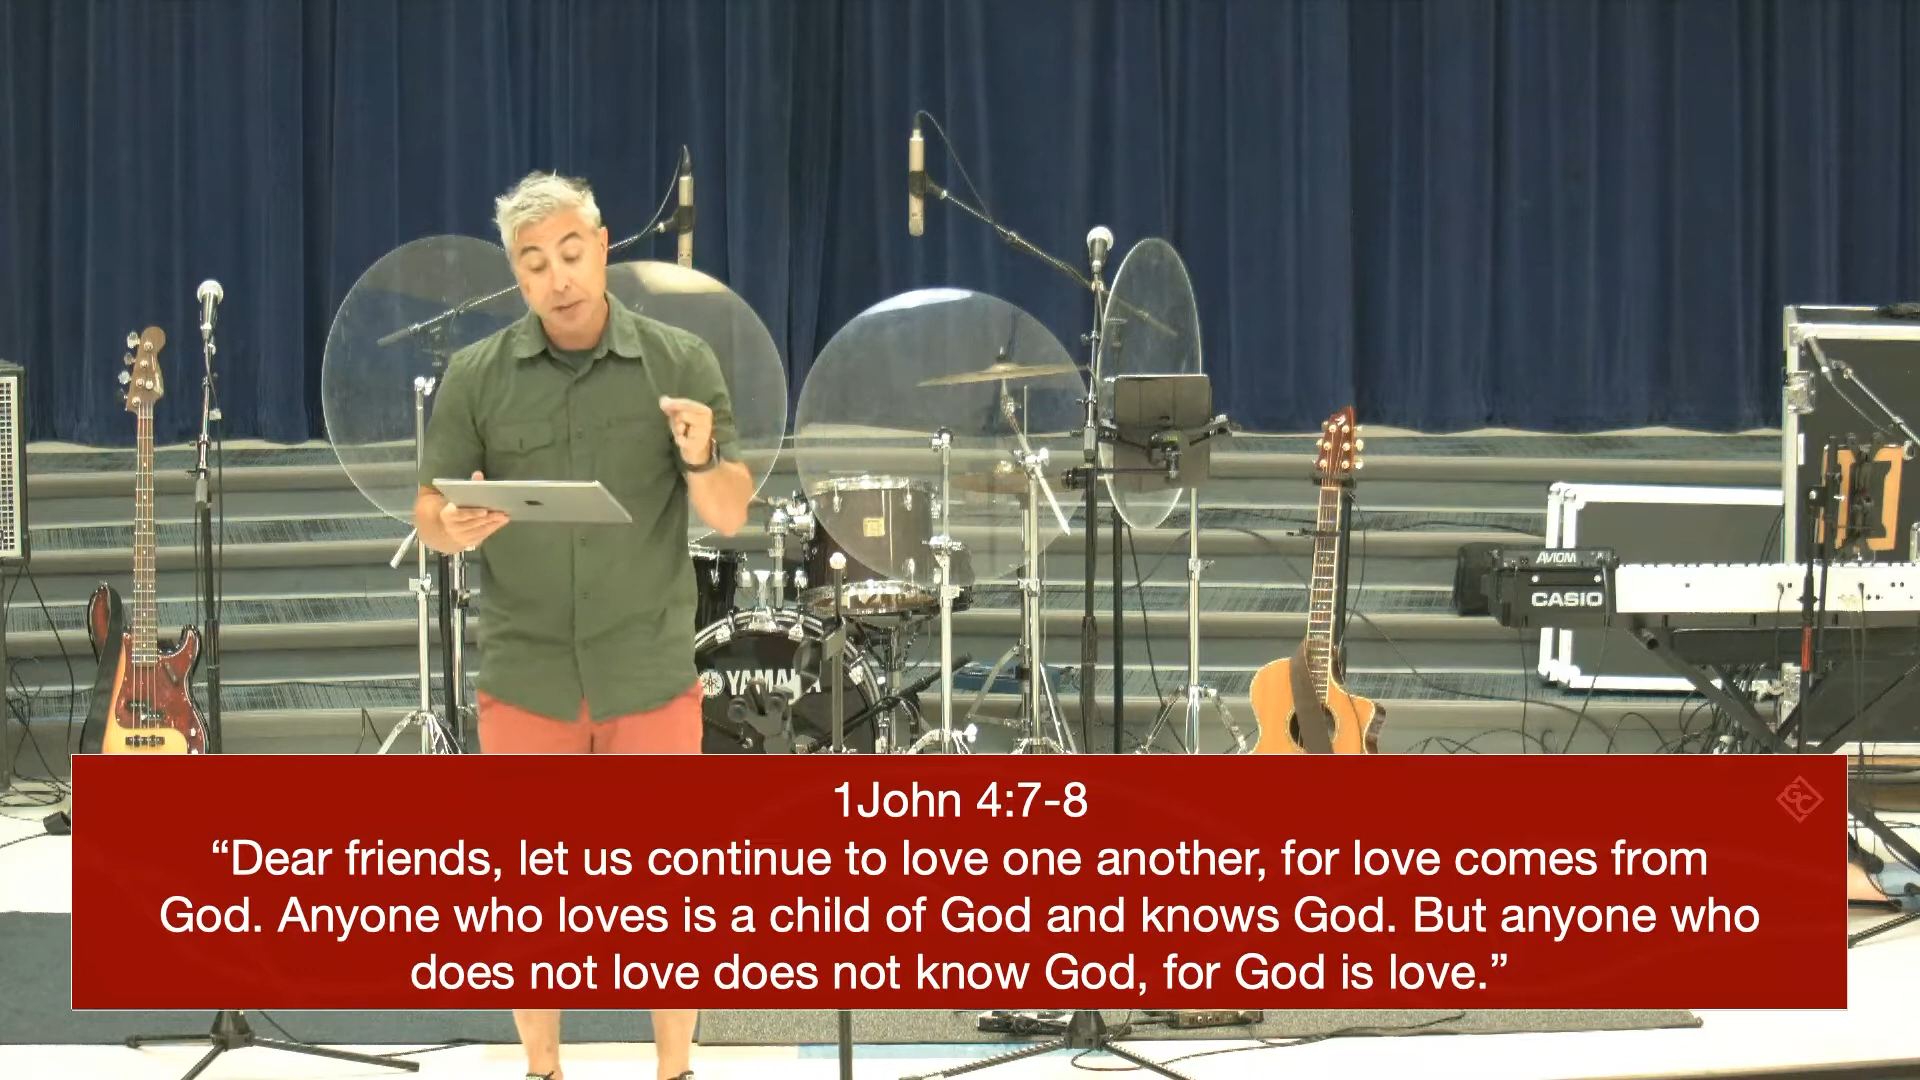 AVIOM
CASIO
YAMAHA
1John 4:7-8
“Dear friends, let us continue to love one another, for love comes from
God. Anyone who loves is a child of God and knows God. But anyone who
does not love does not know God, for God is love.”
GC